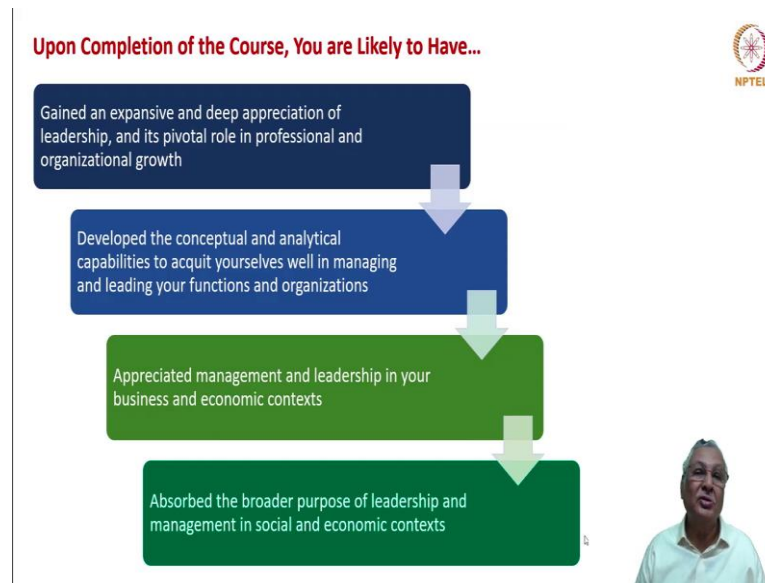 Upon Completion of the Course, You are Likely to Have...
NPTEL
Gained an expansive and deep appreciation of
leadership, and its pivotal role in professional and
organizational growth
Developed the conceptual and analytical
capabilities to acquit yourselves well in managing
and leading your functions and organizations
Appreciated management and leadership in your
business and economic contexts
Absorbed the broader purpose of leadership and
management in social and economic contexts